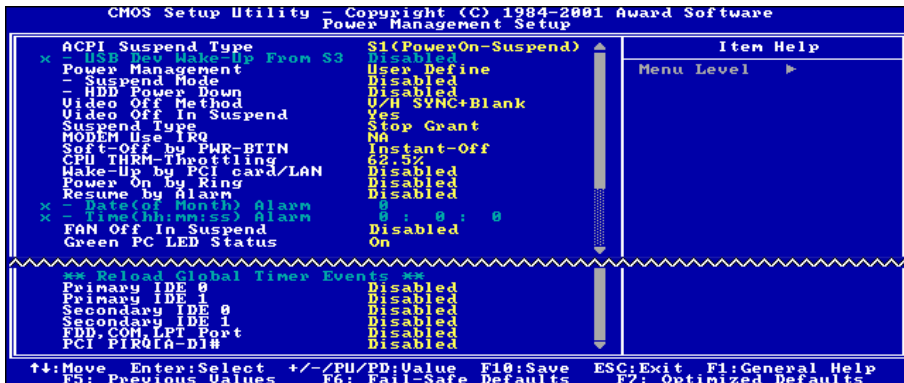 CMOS Setup Utility - Copyright (C) 1984-2001 Award Software
Power Management Setup
ACPI Suspend Type S1(PowerOn-Suspend) Item Help
x - USB Dev Wake-Up From S3 Disabled
Power Management User Define Menu Level
- Suspend Mode Disabled
- HDD Power Down Disabled
Video Off Method V/H SYNC+Blank
Video Off In Suspend Yes
Suspend Type Stop Grant
MODEM Use IRQ NA
Soft-Off by PWR-BTTN Instant-Off
CPU THRM-Throttling 62.5%
Wake-Up by PCI card/LAN Disabled
Power On by Ring Disabled
Resume by Alarm Disabled
x - Date(of Month) Alarm 0
x - Time(hh:mm:ss) Alarm 0 : 0 : 0
FAN Off In Suspend Disabled
Green PC LED Status On
** Reload Global Timer Events **
Primary IDE 0 Disabled
Primary IDE 1 Disabled
Secondary IDE 0 Disabled
Secondary IDE 1 Disabled
FDD,COM,LPT Port Disabled
PCI PIRQ[A-D]# Disabled
↑↓:Move Enter:Select +/-/PU/PD:Value F10:Save ESC:Exit F1:General Help
F5: Previous Values F6: Fail-Safe Defaults F7: Optimized Defaults